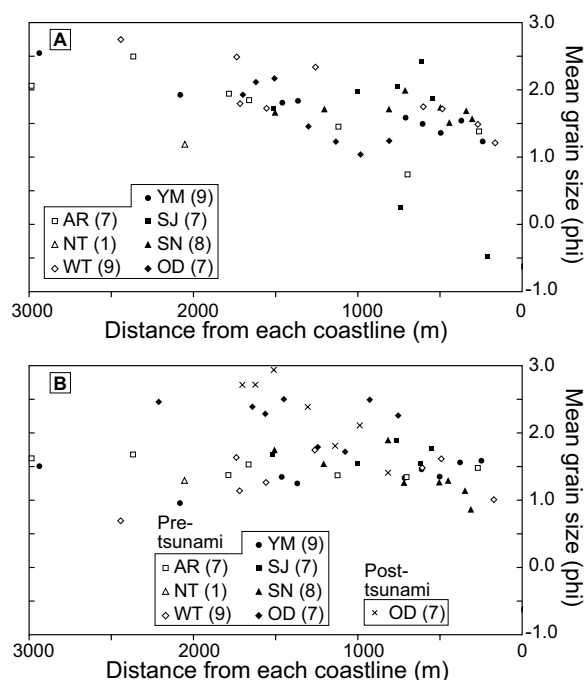 A
3.0
2.0
1.0
0.0
-1.0
Mean grain size (phi)
YM (9)
AR (7)
SJ (7)
NT (1)
SN (8)
WT (9)
OD (7)
3000
2000
1000
0
Distance from each coastline (m)
B
3.0
2.0
1.0
0.0
-1.0
Mean grain size (phi)
Pre-
tsunami
YM (9)
AR (7)
SJ (7)
NT (1)
SN (8)
WT (9)
OD (7)
Post-
tsunami
OD (7)
3000
2000
1000
0
Distance from each coastline (m)